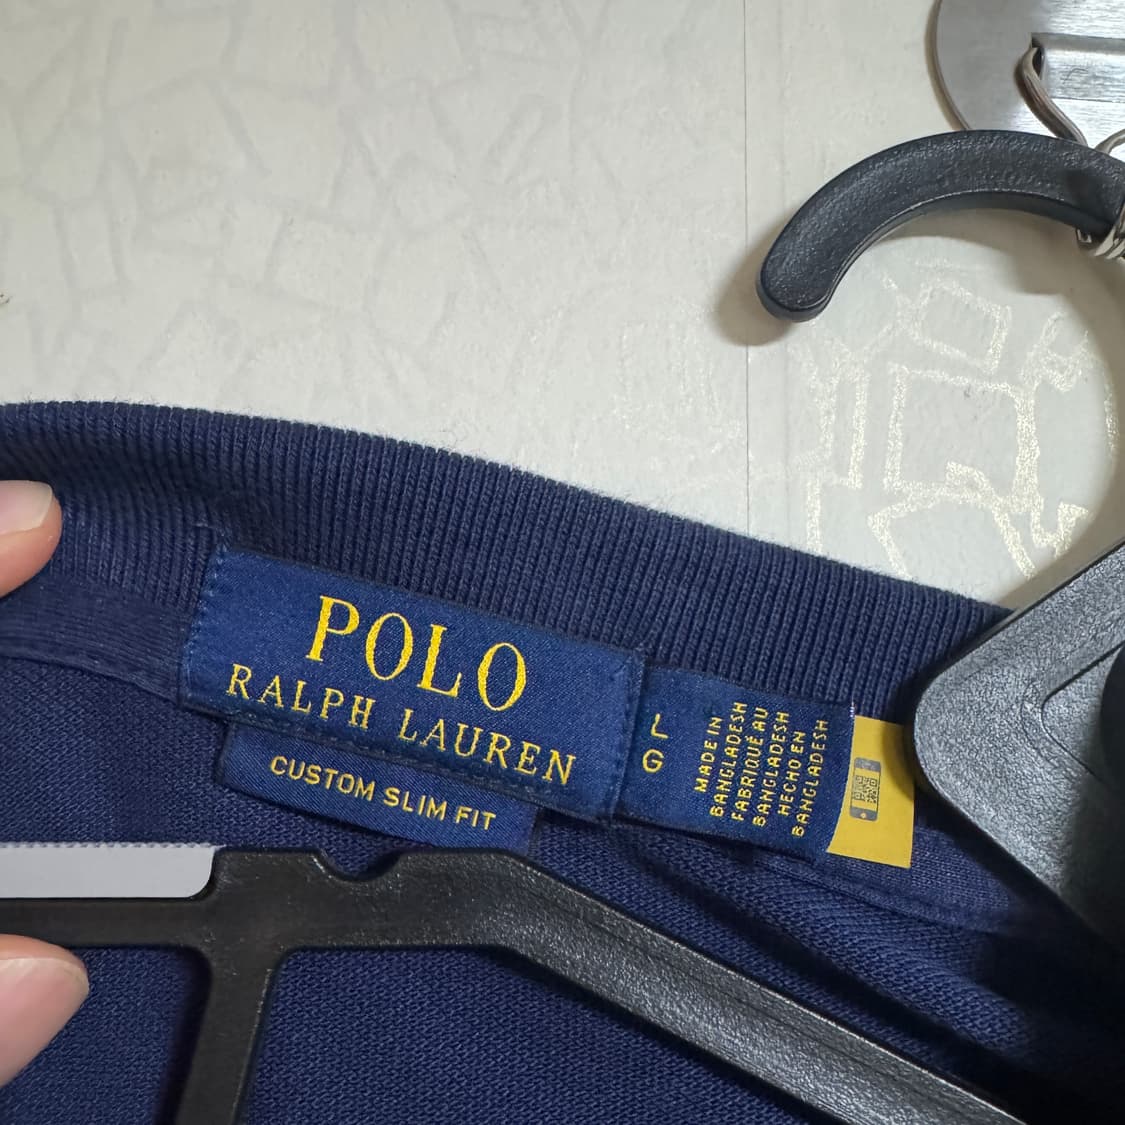 POLO
RALPH LAUREN
CUSTOM SLIM FIT
L
G
MADE IN
BANGLADESH
FABRIQUÉ AU
BANGLADESH
HECHO EN
BANGLADESH